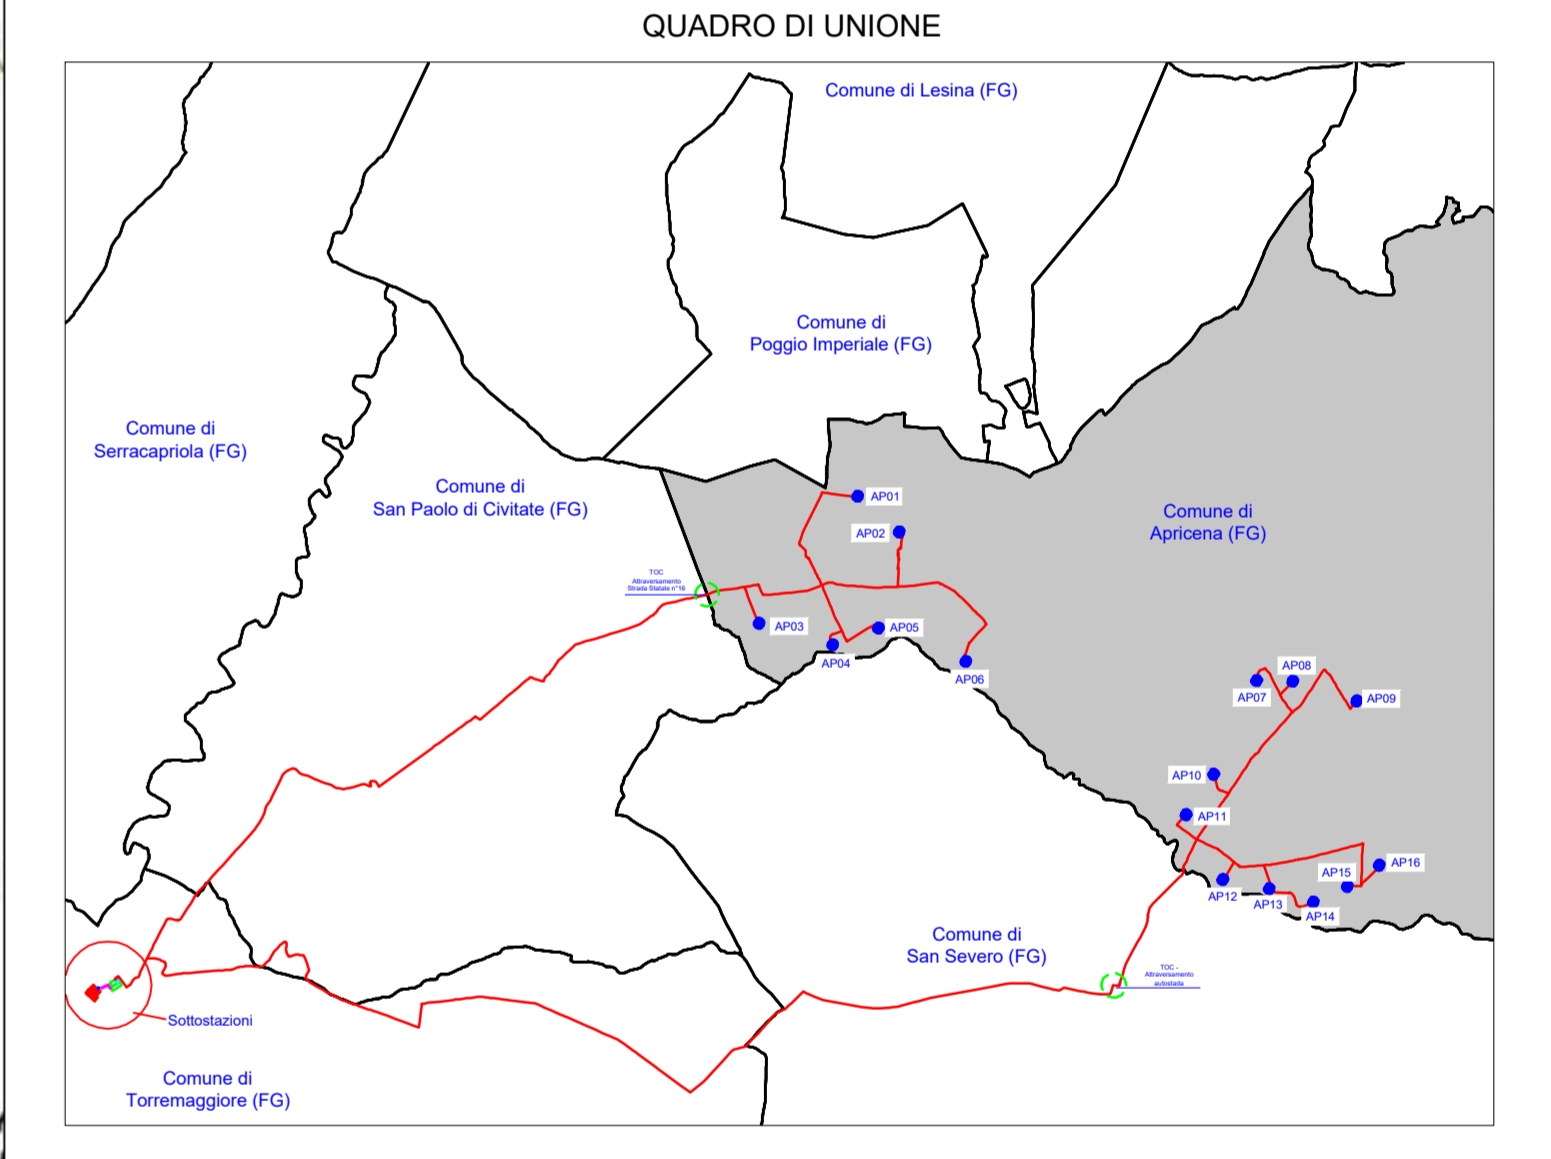 QUADRO DI UNIONE
Comune di Lesina (FG)
Comune di
Poggio Imperiale (FG)
Comune di
Serracapriola (FG)
Comune di
San Paolo di Civitate (FG)
Comune di
Apricena (FG)
AP01
AP02
TOC
Attraversamento
Strada Statale n°16
AP03
AP05
AP04
AP06
AP08
AP07
AP09
AP10
AP11
AP16
AP15
AP12
AP13
AP14
Comune di
San Severo (FG)
TOC -
Attraversamento
autostada
Sottostazioni
Comune di
Torremaggiore (FG)